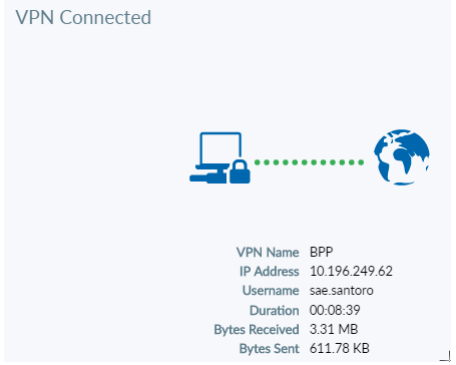 VPN Connected
VPN Name BPP
IP Address 10.196.249.62
Username sae.santoro
Duration 00:08:39
Bytes Received 3.31 MB
Bytes Sent 611.78 KB